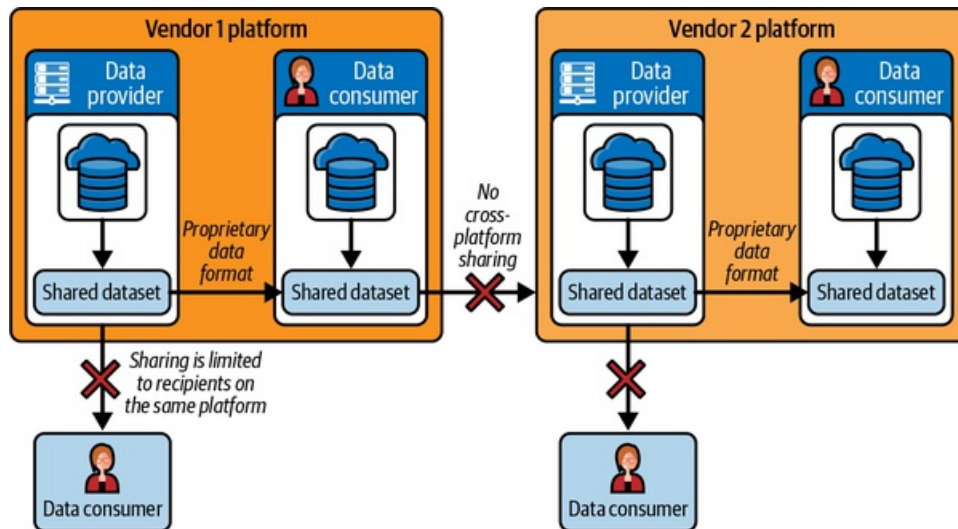 Vendor 1 platform
Data
provider
Data
consumer
Proprietary
data
format
Shared dataset
Shared dataset
Sharing is limited
to recipients on
the same platform
Data consumer
No
cross-
platform
sharing
Vendor 2 platform
Data
provider
Data
consumer
Proprietary
data
format
Shared dataset
Shared dataset
Data consumer